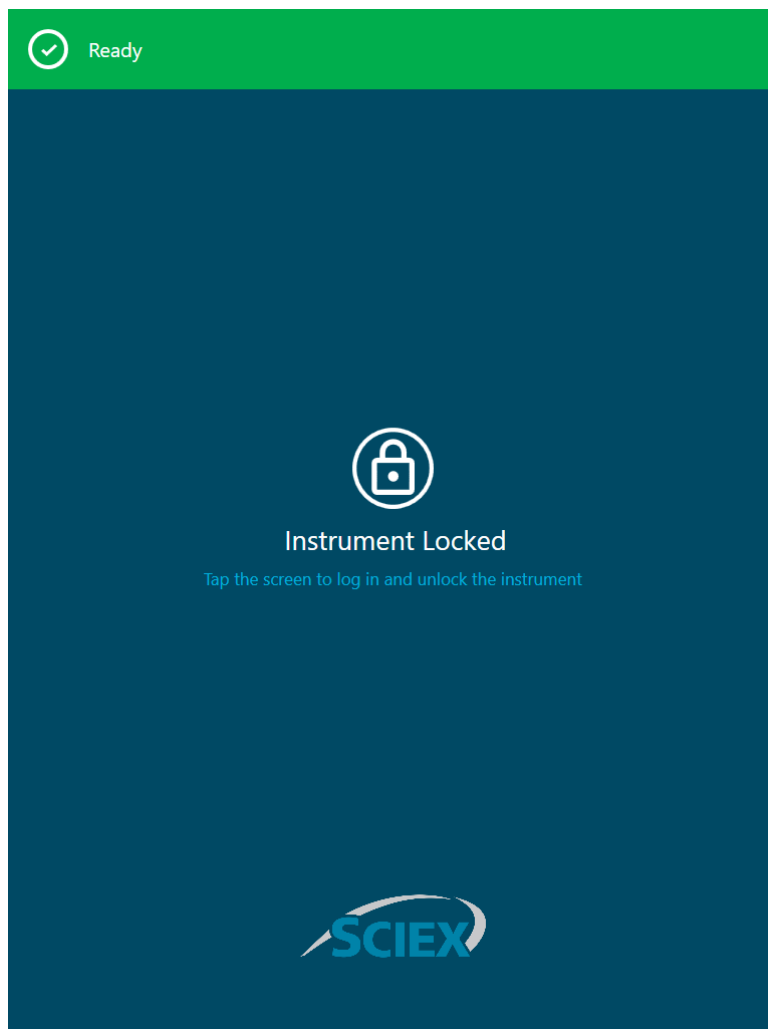 Ready
Instrument Locked
Tap the screen to log in and unlock the instrument
SCIEX